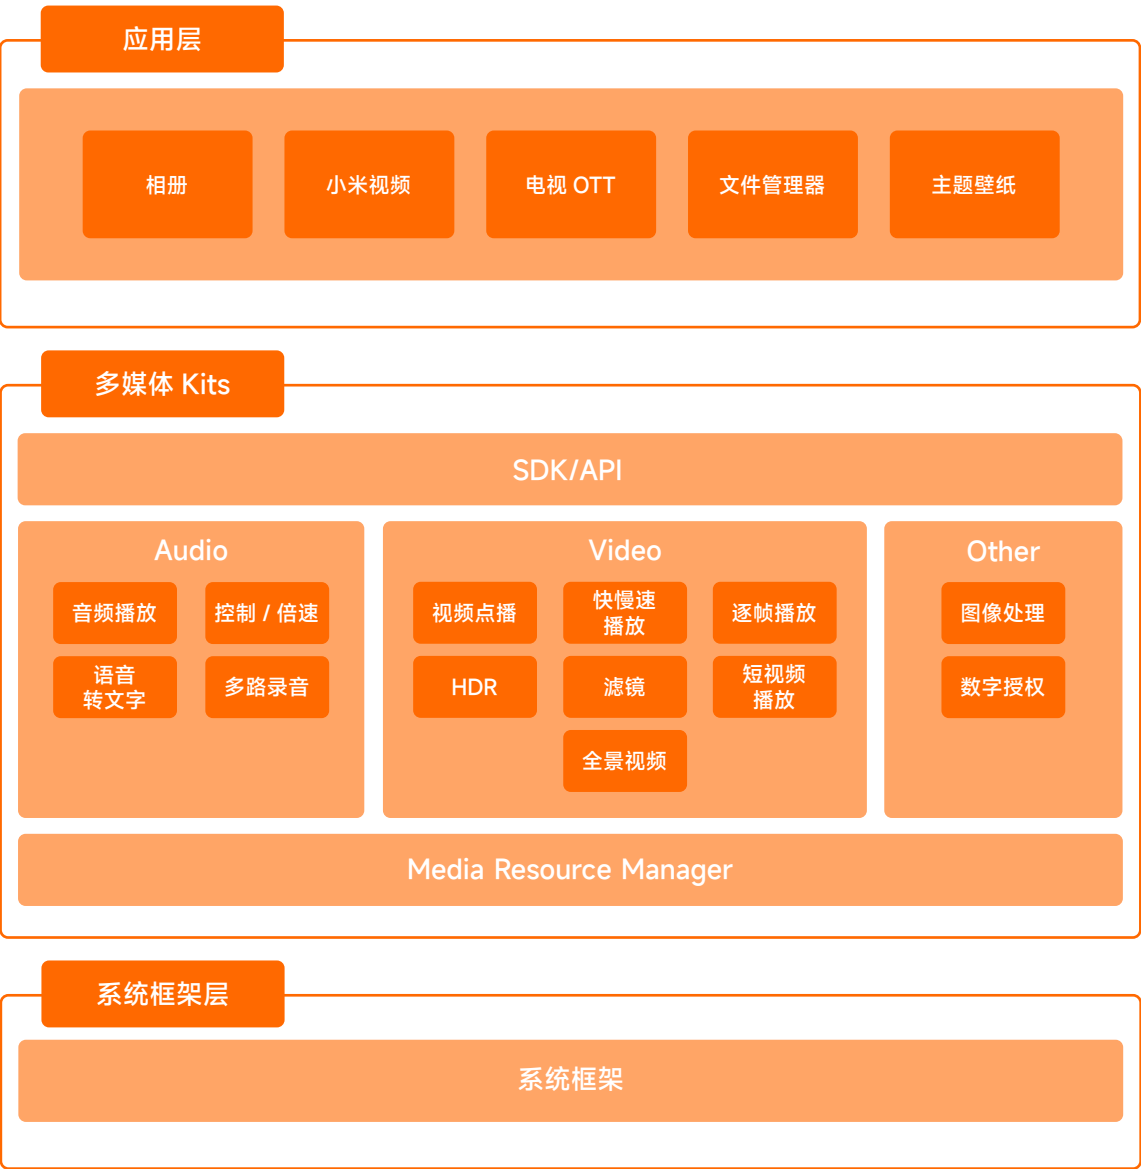 应用层
相册
小米视频
电视 OTT
文件管理器
主题壁纸
多媒体 Kits
SDK/API
Audio
音频播放
控制 / 倍速
语音
转文字
多路录音
Video
视频点播
快慢速
播放
逐帧播放
HDR
滤镜
短视频
播放
全景视频
Other
图像处理
数字授权
Media Resource Manager
系统框架层
系统框架